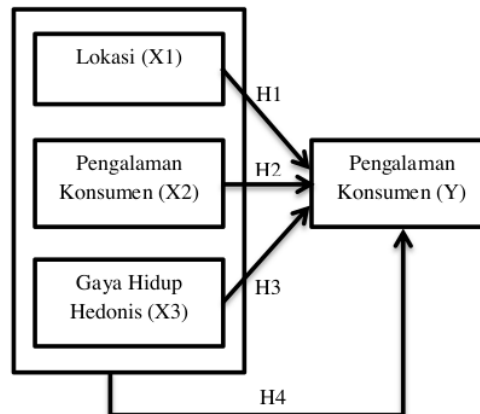 Lokasi (X1)
H1
Pengalaman
Konsumen (X2)
H2
Pengalaman
Konsumen (Y)
Gaya Hidup
Hedonis (X3)
H3
H4